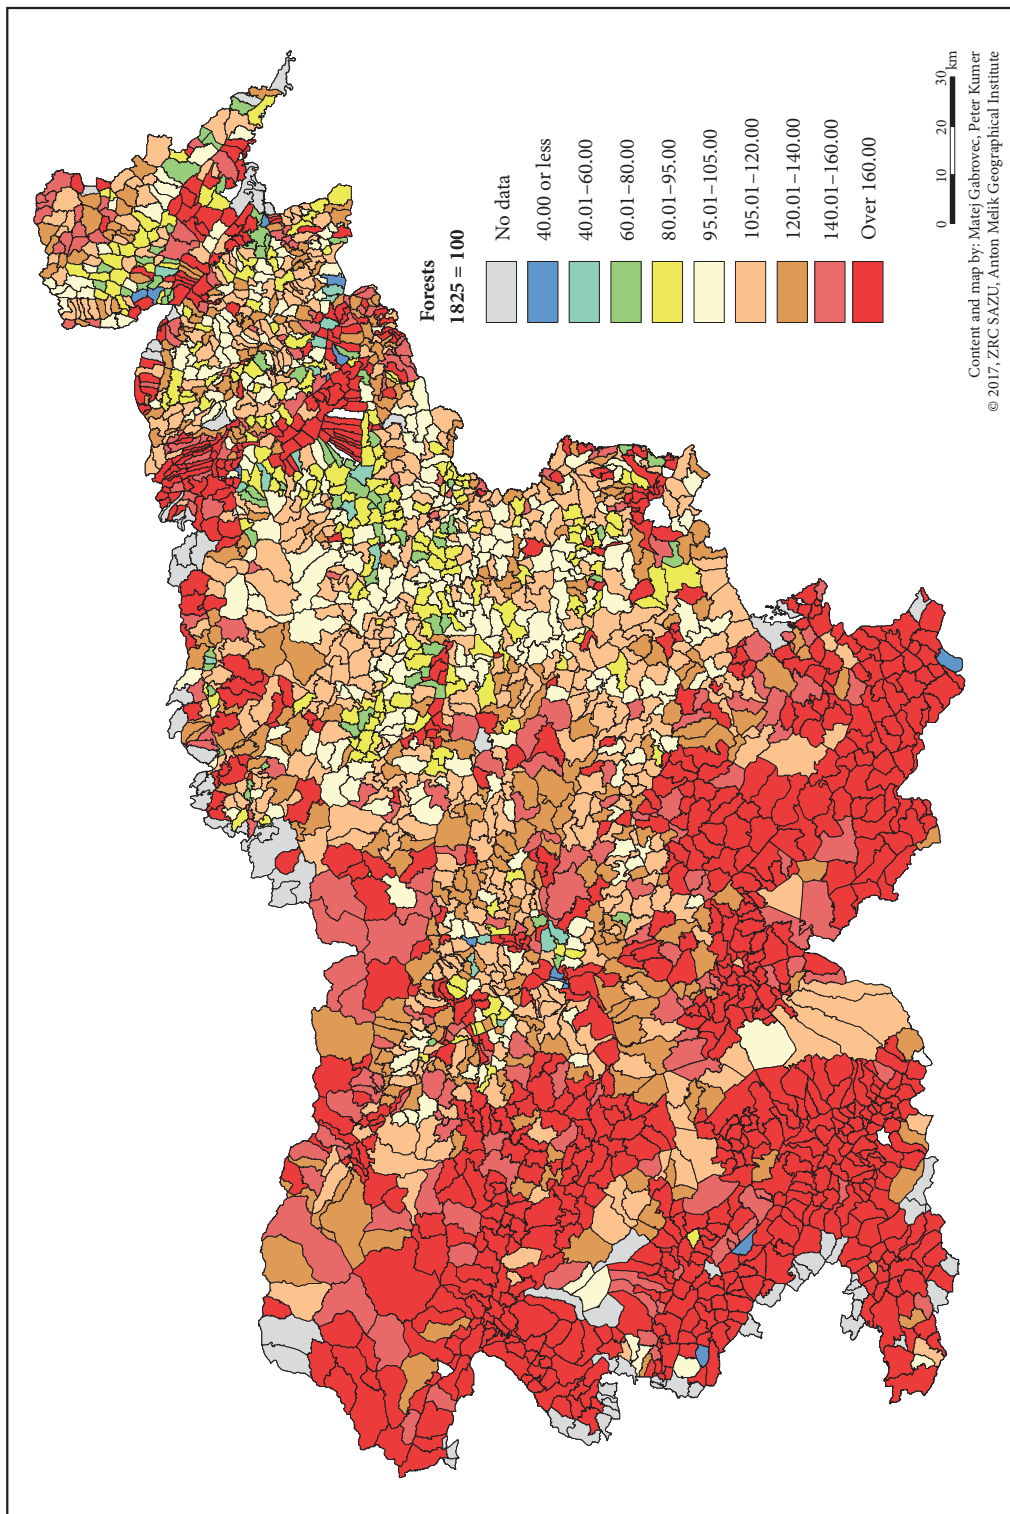 Forests
1825 = 100
No data
40.00 or less
40.01–60.00
60.01–80.00
80.01–95.00
95.01–105.00
105.01–120.00
120.01–140.00
140.01–160.00
Over 160.00
0 10 20 30
km
Content and map by: Matej Gabrovec, Peter Kumer
© 2017, ZRC SAZU, Anton Melik Geographical Institute